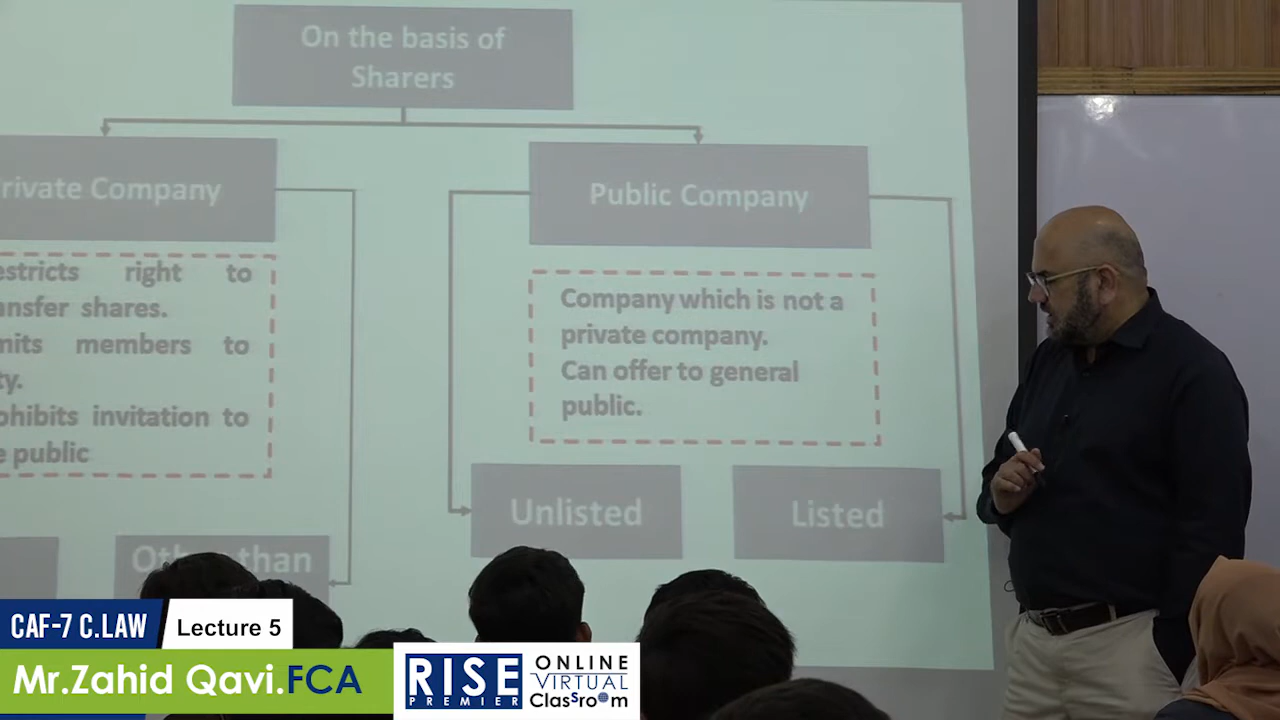 On the basis of
Sharers
Private Company
estricts right to
ansfer shares.
mits members to
ty.
ohibits invitation to
e public
Public Company
Company which is not a
private company.
Can offer to general
public.
Other than
Unlisted
Listed
CAF-7 C.LAW
Lecture 5
Mr.Zahid Qavi.FCA
RISE
PREMIER
ONLINE
VIRTUAL
Classroom